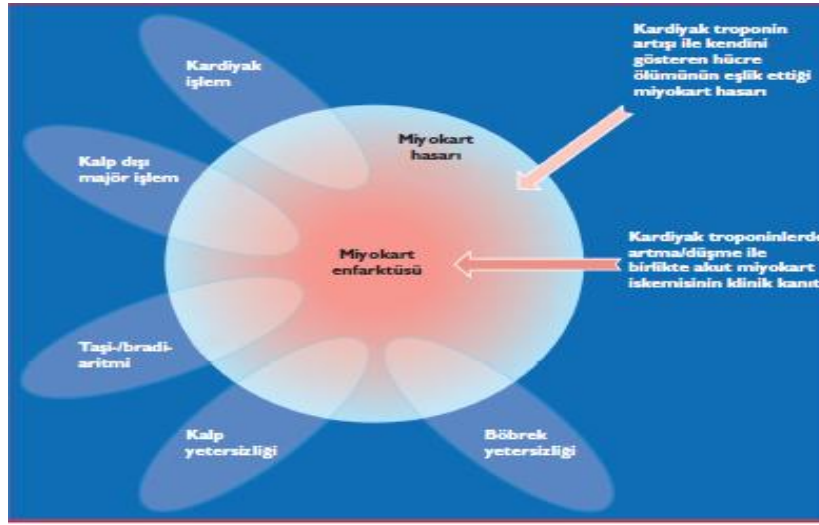 Kardiyak
işlem
Kardiyak troponin
artışı ile kendini
gösteren hücre
ölümünün eşlik ettiği
miyokart hasarı
Miyokart
hasarı
Kalp dışı
majör işlem
Miyokart
enfarktüsü
Kardiyak troponinlerde
artma/düşme ile
birlikte akut miyokart
iskemisinin klinik kanıt
Taşi-/bradi-
aritmi
Kalp
yetersizliği
Böbrek
yetersizliği